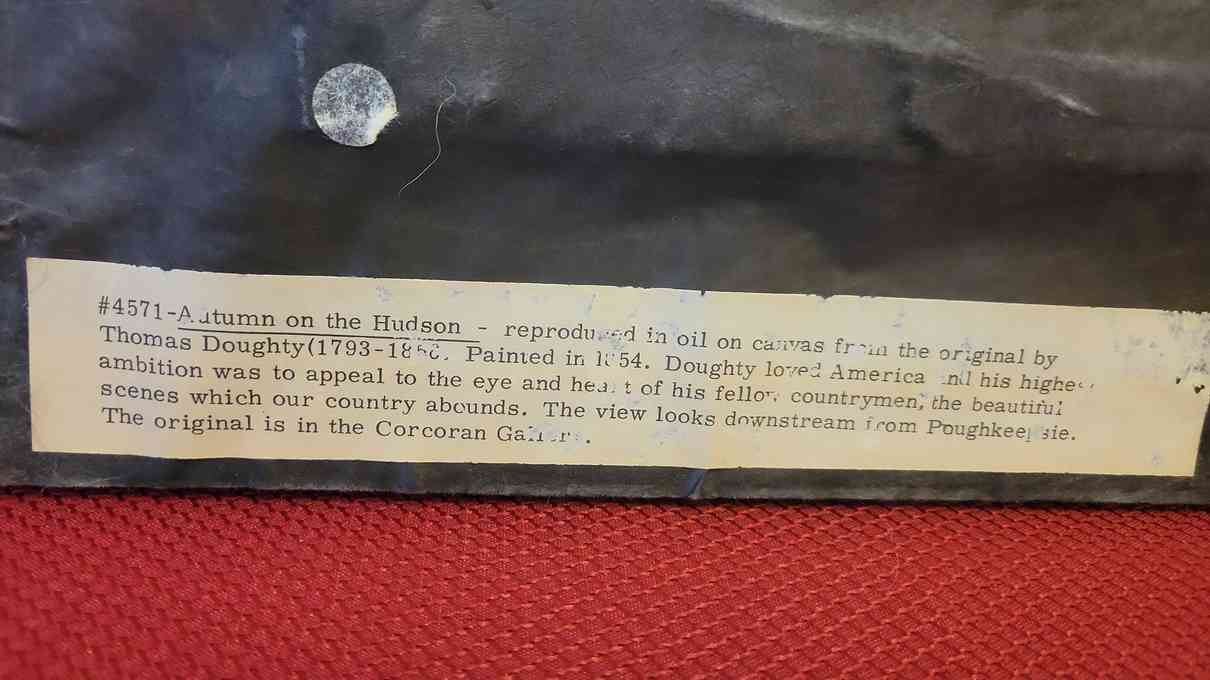 #4571-Autumn on the Hudson - reproduced in oil on canvas from the original by
Thomas Doughty(1793-1856. Painted in 1854. Doughty loved America and his highest
ambition was to appeal to the eye and heart of his fellow countrymen, the beautiful
scenes which our country abounds. The view looks downstream from Poughkeepsie.
The original is in the Corcoran Gallery.